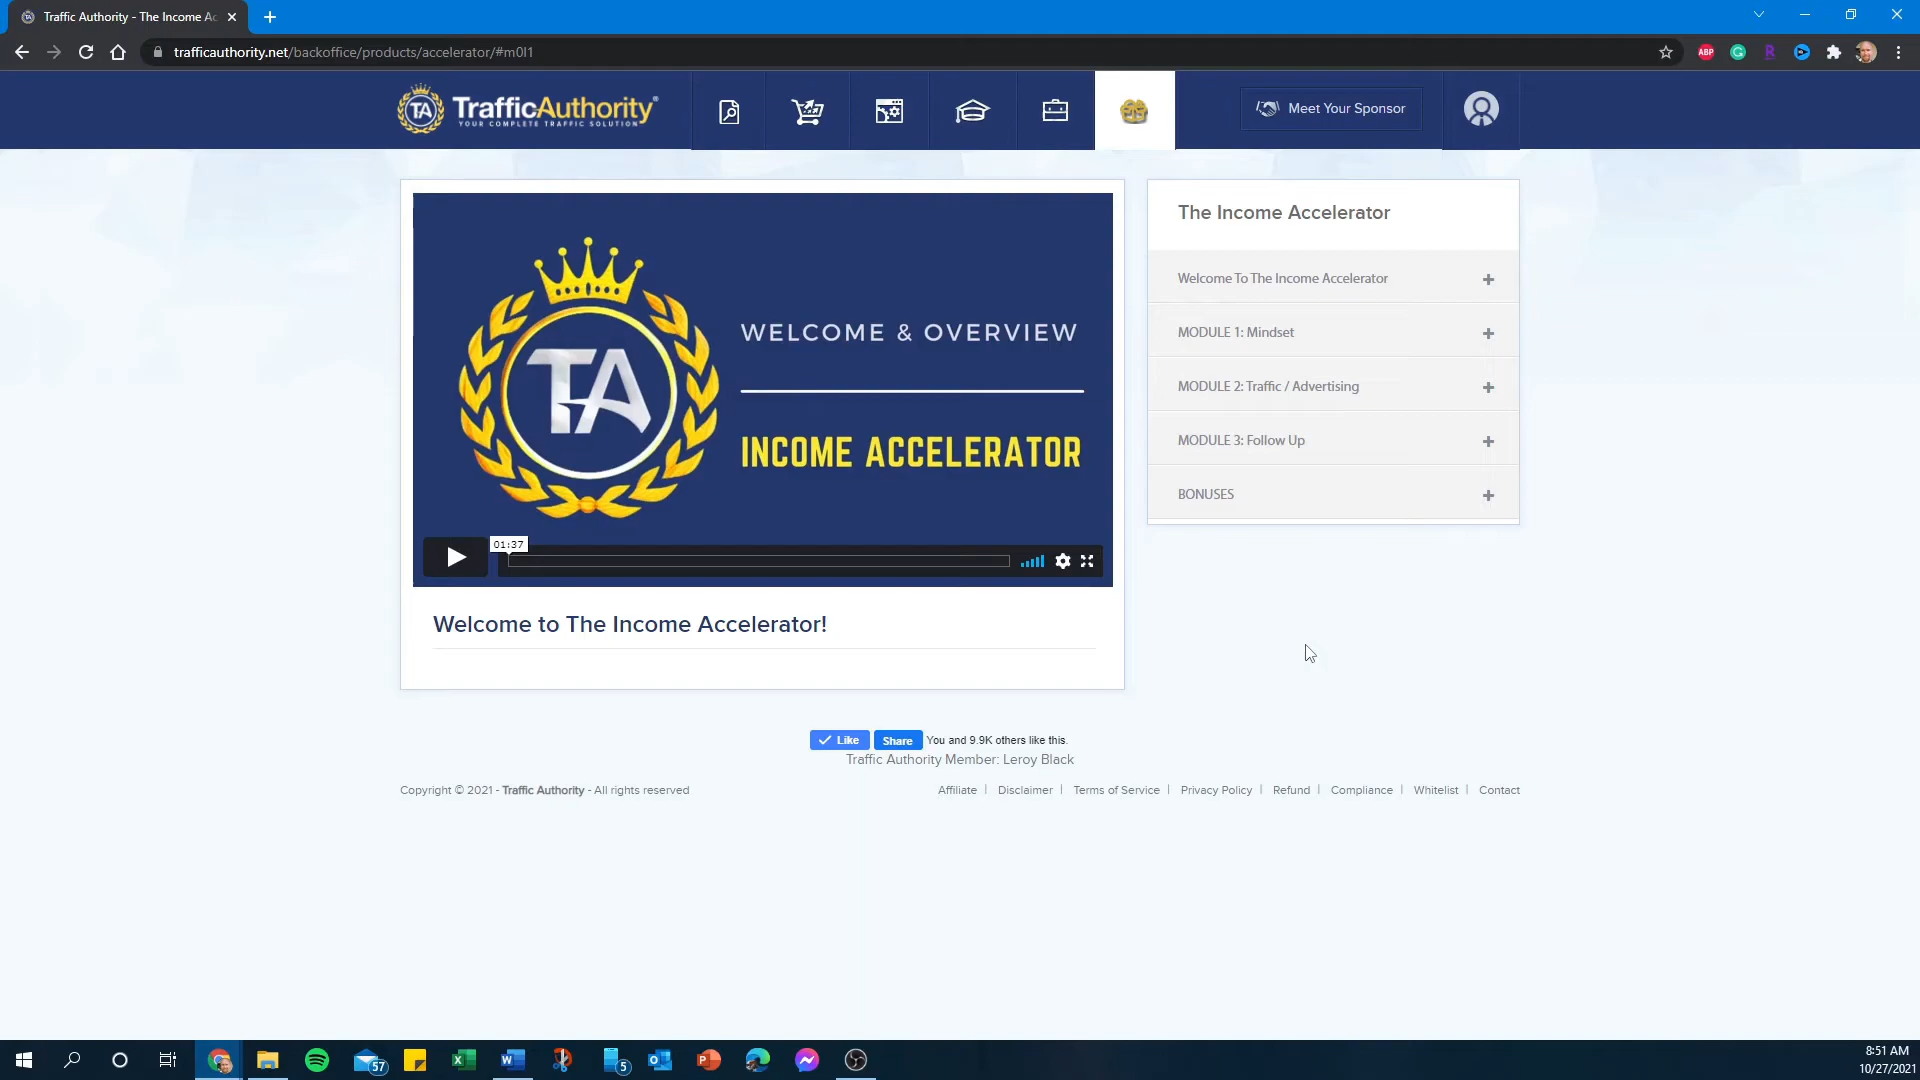 Traffic Authority - The Income Ac
trafficauthority.net/backoffice/products/accelerator/#m0l1
ABP
TA
TrafficAuthority®
YOUR COMPLETE TRAFFIC SOLUTION
Meet Your Sponsor
TA
WELCOME & OVERVIEW
INCOME ACCELERATOR
01:37
Welcome to The Income Accelerator!
The Income Accelerator
Welcome To The Income Accelerator
MODULE 1: Mindset
MODULE 2: Traffic / Advertising
MODULE 3: Follow Up
BONUSES
Like Share You and 9.9K others like this.
Traffic Authority Member: Leroy Black
Copyright © 2021 - Traffic Authority - All rights reserved
Affiliate | Disclaimer | Terms of Service | Privacy Policy | Refund | Compliance | Whitelist | Contact
57
5
8:51 AM
10/27/2021